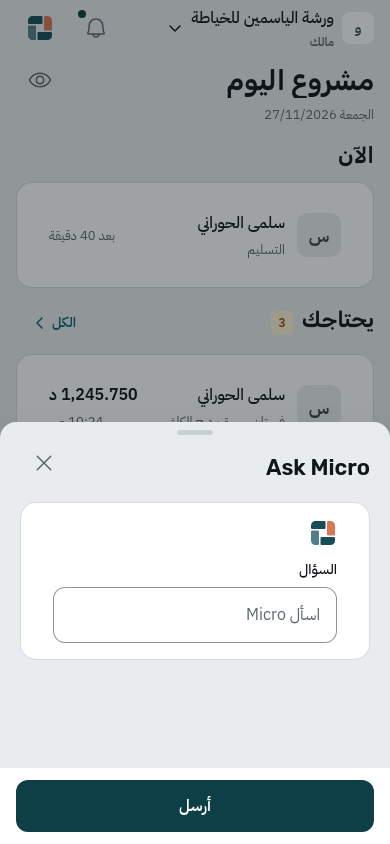 و
ورشة الياسمين للخياطة
مالك
مشروع اليوم
الجمعة 27/11/2026
الآن
س
سلمى الحوراني
التسليم
بعد 40 دقيقة
يحتاجك
3
الكل
س
سلمى الحوراني
1,245.750 د
Ask Micro
السؤال
اسأل Micro
أرسل